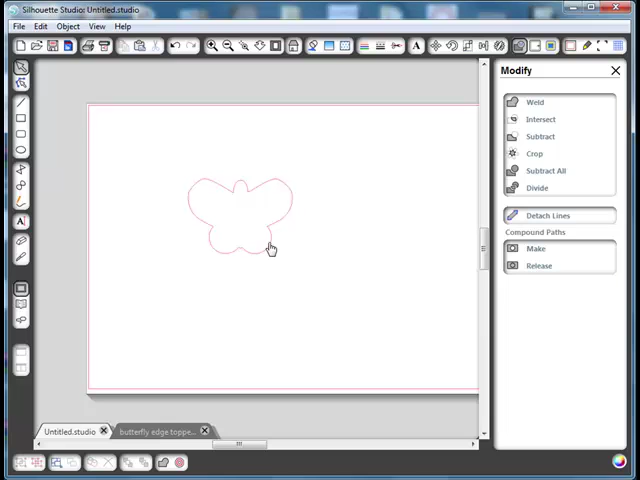 Silhouette Studio: Untitled.studio
File Edit Object View Help
A
Modify
Weld
Intersect
Subtract
Crop
Subtract All
Divide
Detach Lines
Compound Paths
Make
Release
A
Untitled.studio
butterfly edge toppe...